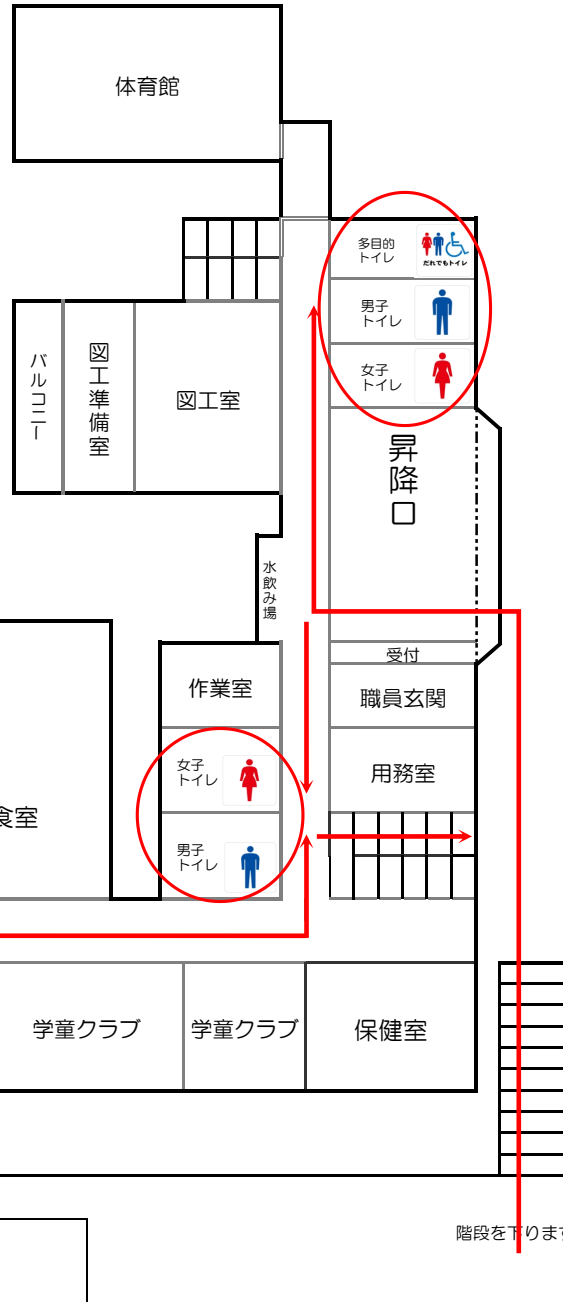 体育館
多目的
トイレ
だれでもトイレ
男子
トイレ
女子
トイレ
バルコニー
図工準備室
図工室
昇降口
水飲み場
受付
作業室
職員玄関
女子
トイレ
用務室
食室
男子
トイレ
学童クラブ
学童クラブ
保健室
階段を下ります